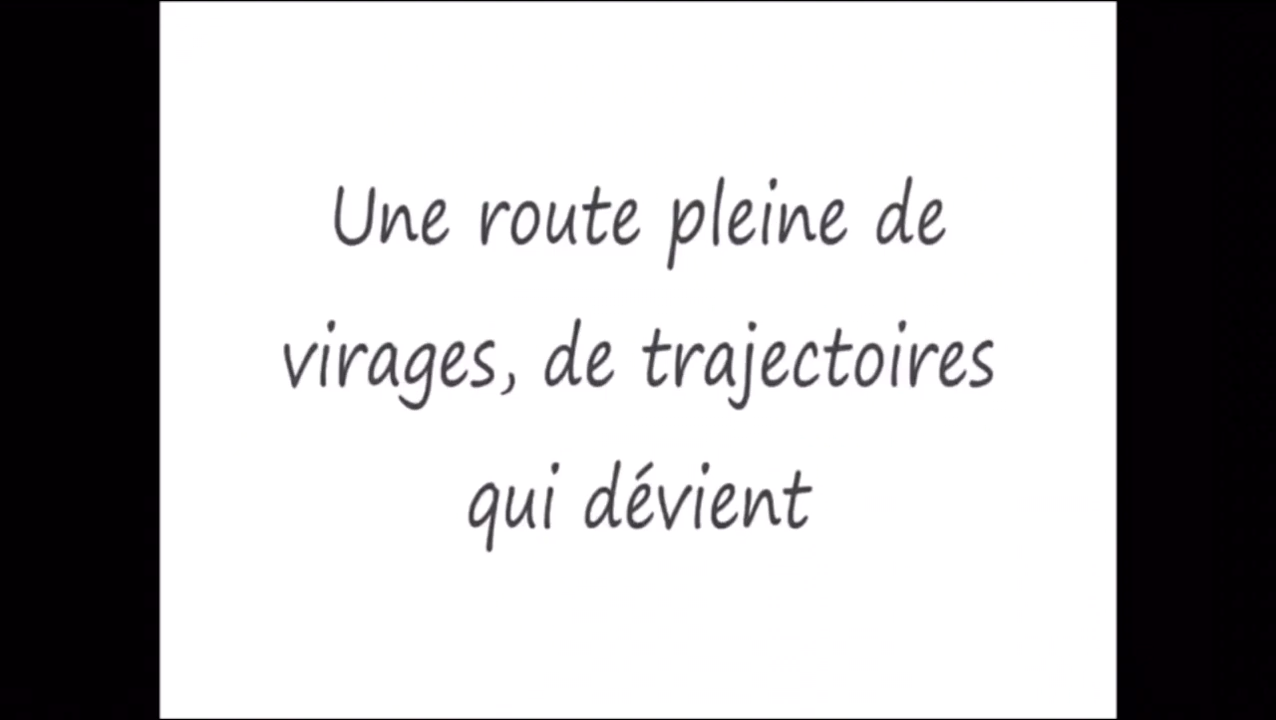 Une route pleine de
virages, de trajectoires
qui dévient